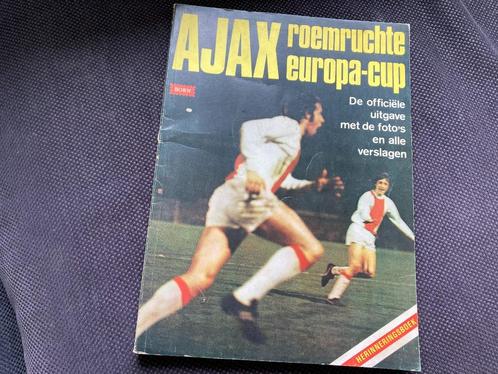 AJAX roemruchte
europa-cup
BORN
De officiële
uitgave
met de foto's
en alle
verslagen
HERINNERINGSBOEK